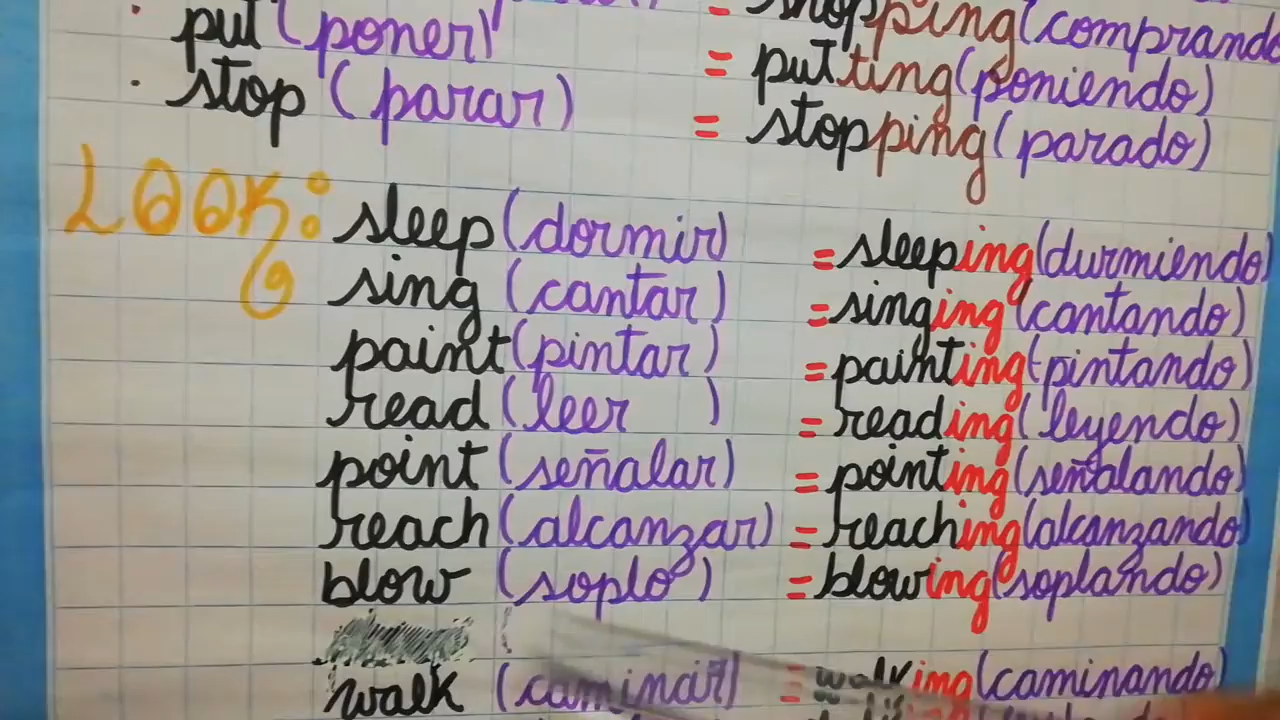 = shopping (comprando
· put (poner) = putting (poniendo)
· stop (parar) = stopping (parado)
LOOK: sleep (dormir) = sleeping (durmiendo)
sing (cantar) = singing (cantando)
paint (pintar) = painting (pintando)
read (leer ) = reading (leyendo)
point (señalar) = pointing (señalando)
reach (alcanzar) = reaching (alcanzando)
blow (soplo) = blowing (soplando)
walk (caminar) = walking (caminando)